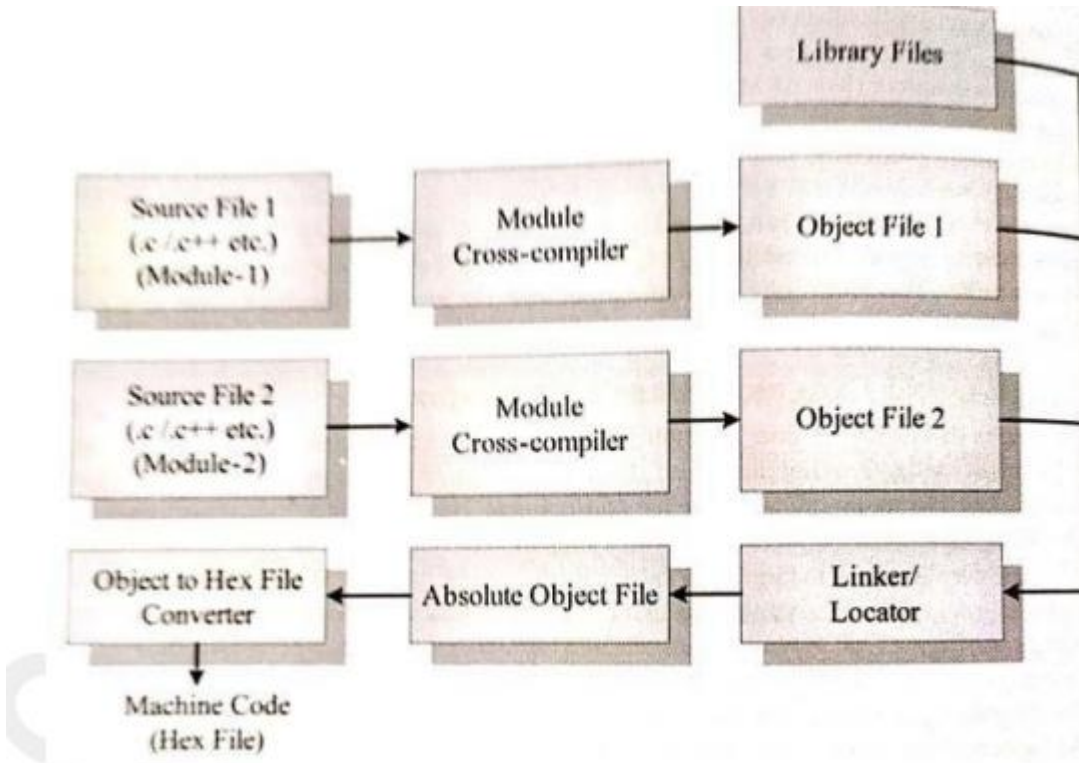 Library Files
Source File 1
(.c /.c++ etc.)
(Module-1)
Module
Cross-compiler
Object File 1
Source File 2
(.c /.c++ etc.)
(Module-2)
Module
Cross-compiler
Object File 2
Object to Hex File
Converter
Absolute Object File
Linker/
Locator
Machine Code
(Hex File)